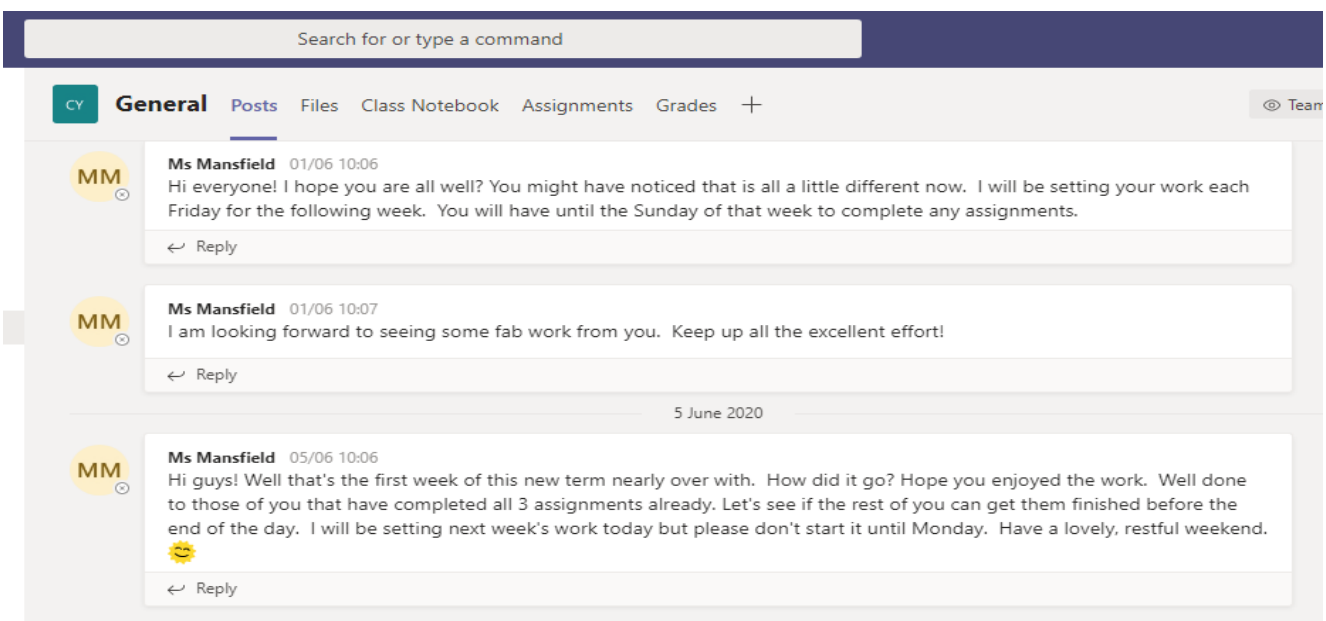 Search for or type a command
CY General Posts Files Class Notebook Assignments Grades
Team
MM
Ms Mansfield 01/06 10:06
Hi everyone! I hope you are all well? You might have noticed that is all a little different now. I will be setting your work each
Friday for the following week. You will have until the Sunday of that week to complete any assignments.
Reply
MM
Ms Mansfield 01/06 10:07
I am looking forward to seeing some fab work from you. Keep up all the excellent effort!
Reply
5 June 2020
MM
Ms Mansfield 05/06 10:06
Hi guys! Well that's the first week of this new term nearly over with. How did it go? Hope you enjoyed the work. Well done
to those of you that have completed all 3 assignments already. Let's see if the rest of you can get them finished before the
end of the day. I will be setting next week's work today but please don't start it until Monday. Have a lovely, restful weekend.
Reply